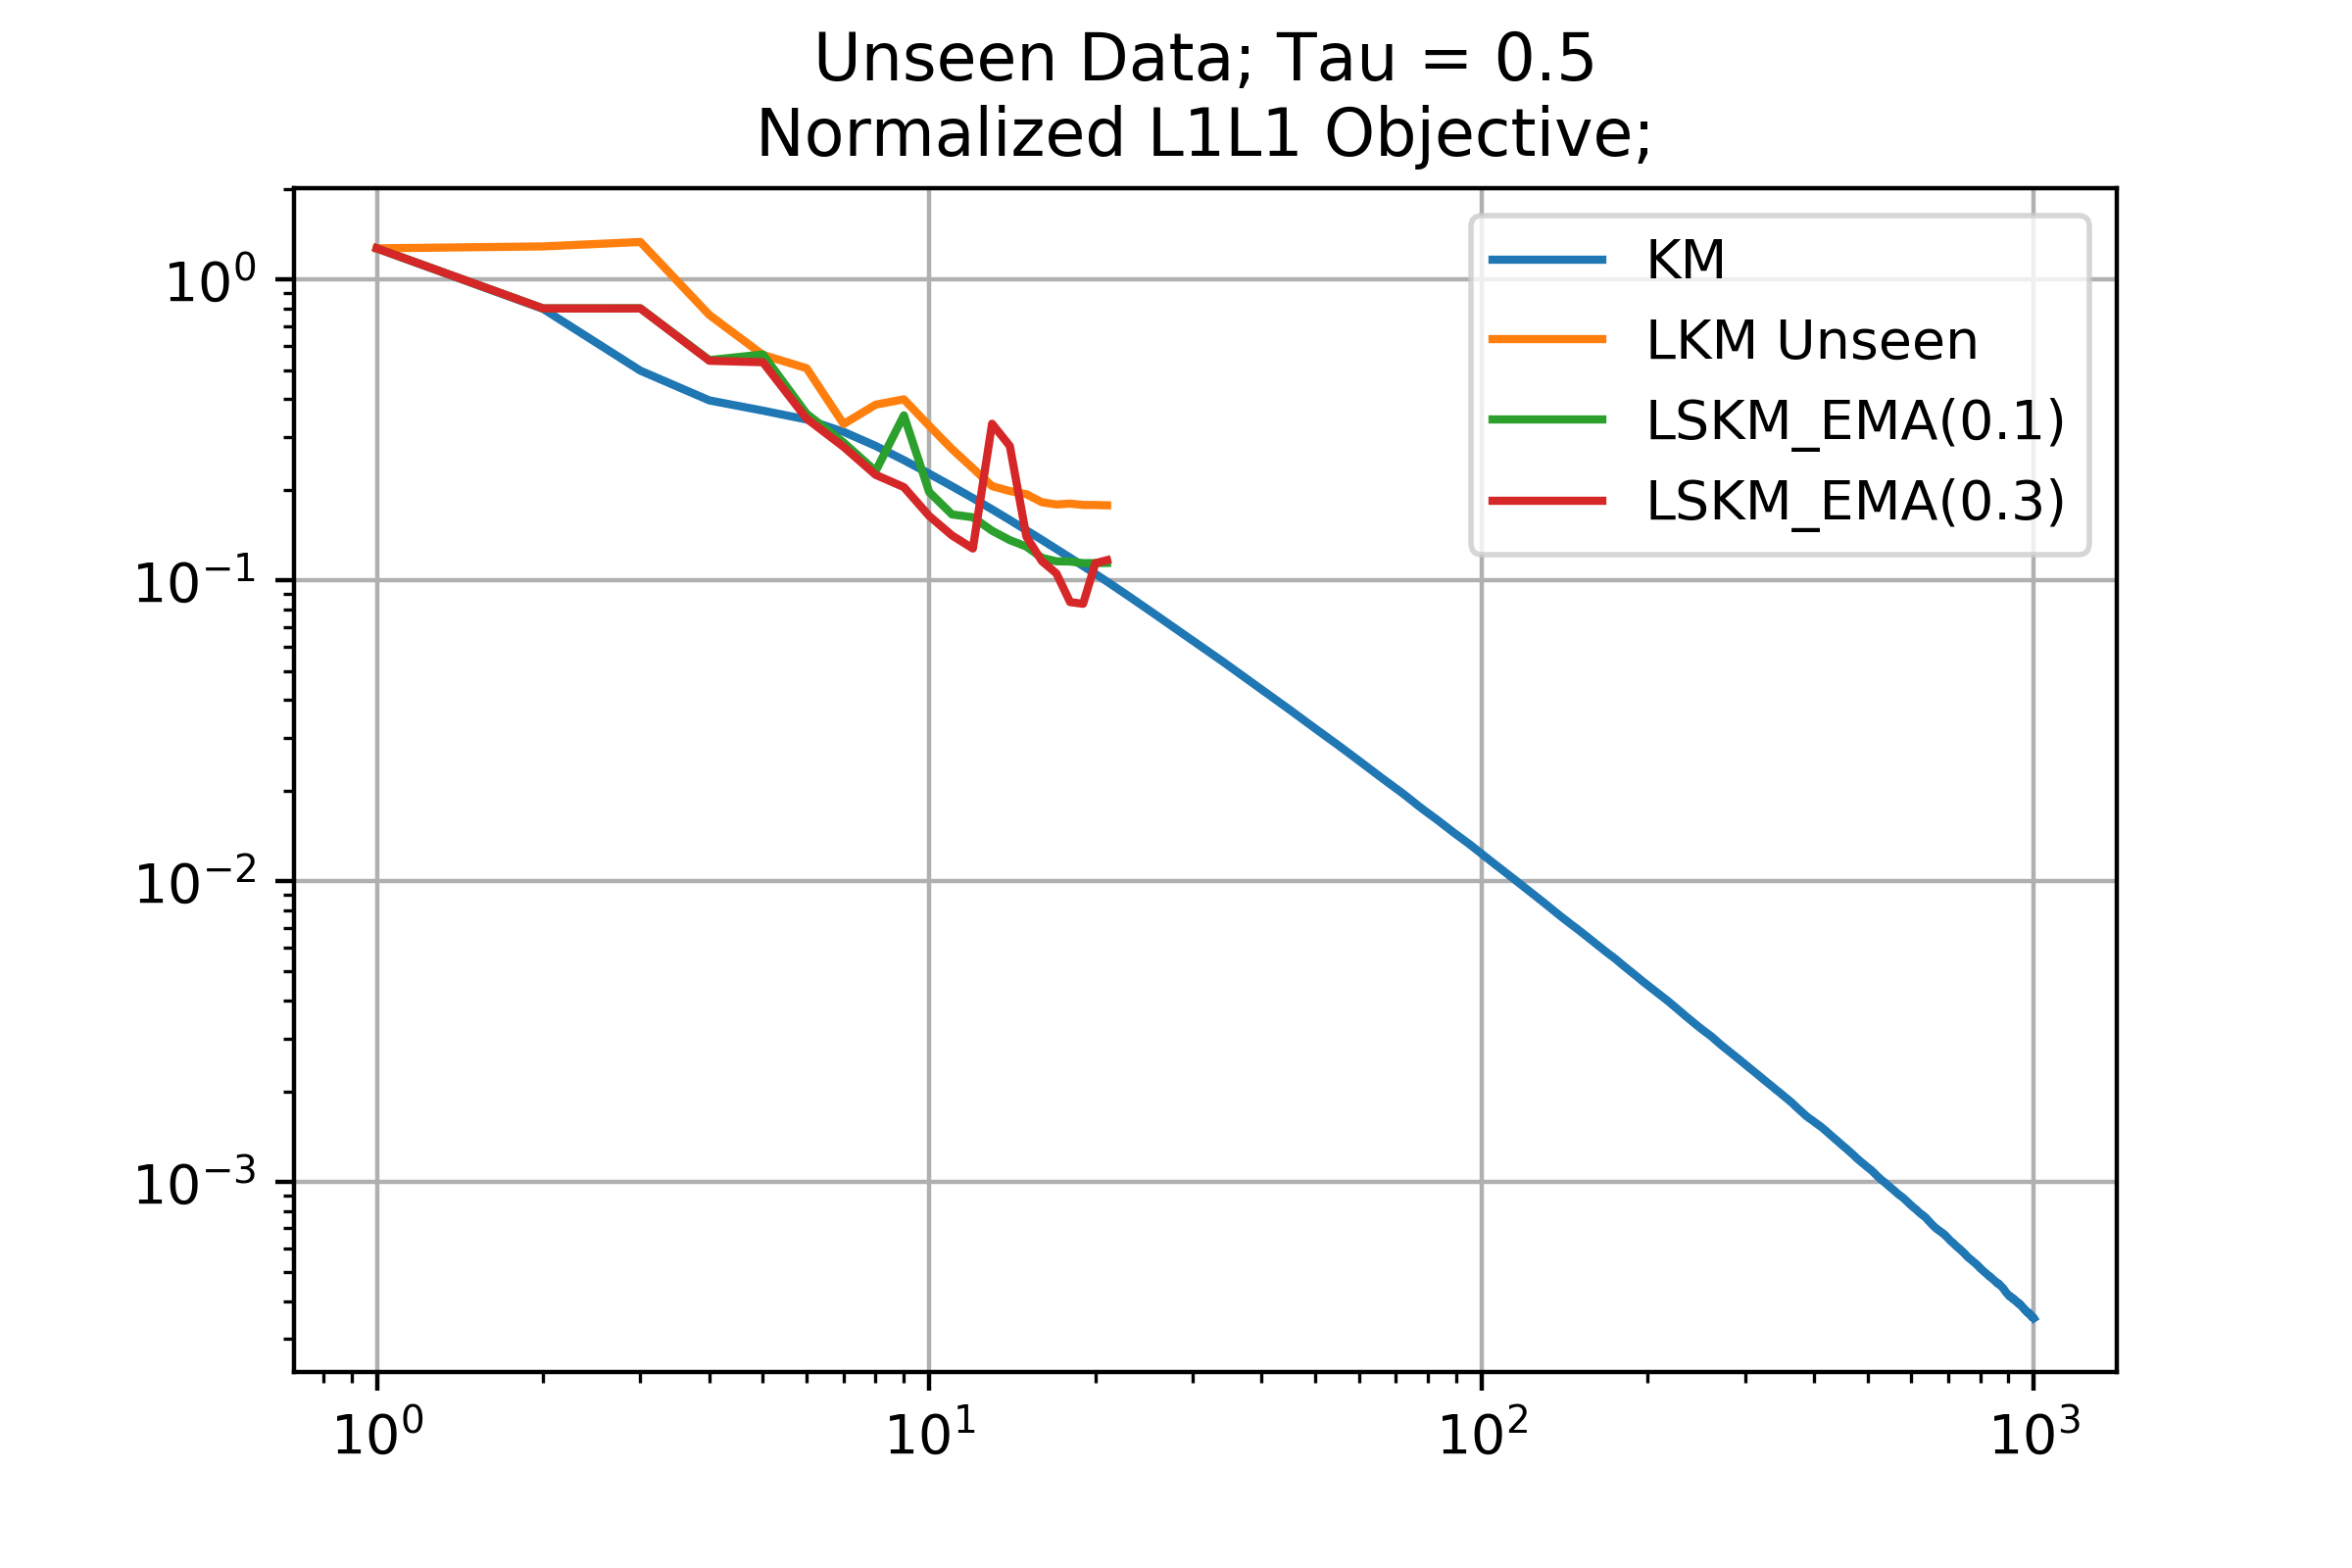 Unseen Data; Tau = 0.5
Normalized L1L1 Objective;
KM
LKM Unseen
LSKM_EMA(0.1)
LSKM_EMA(0.3)
10⁰
10⁻¹
10⁻²
10⁻³
10⁰ 10¹ 10² 10³